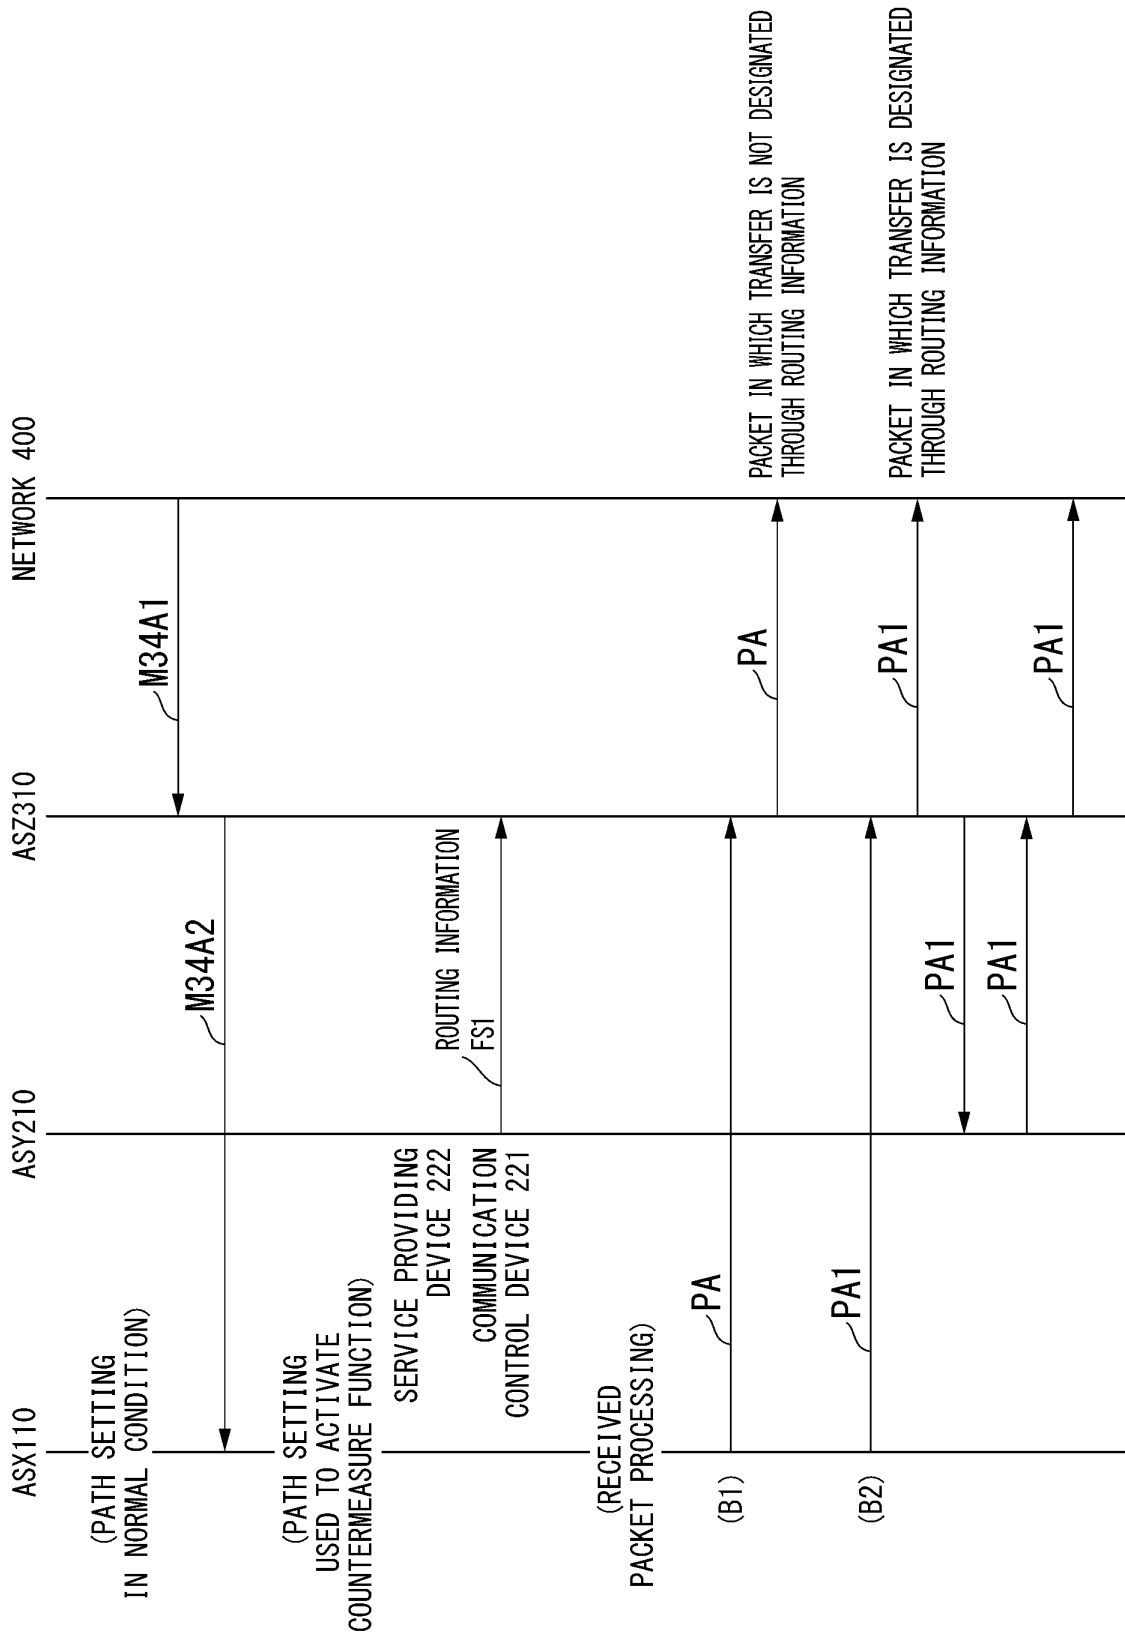 ASX110
ASY210
ASZ310
NETWORK 400
(PATH SETTING
IN NORMAL CONDITION)
M34A1
M34A2
(PATH SETTING
USED TO ACTIVATE
COUNTERMEASURE FUNCTION)
SERVICE PROVIDING
DEVICE 222
COMMUNICATION
CONTROL DEVICE 221
ROUTING INFORMATION
FS1
(RECEIVED
PACKET PROCESSING)
(B1)
PA
PA
PACKET IN WHICH TRANSFER IS NOT DESIGNATED
THROUGH ROUTING INFORMATION
(B2)
PA1
PA1
PACKET IN WHICH TRANSFER IS DESIGNATED
THROUGH ROUTING INFORMATION
PA1
PA1
PA1